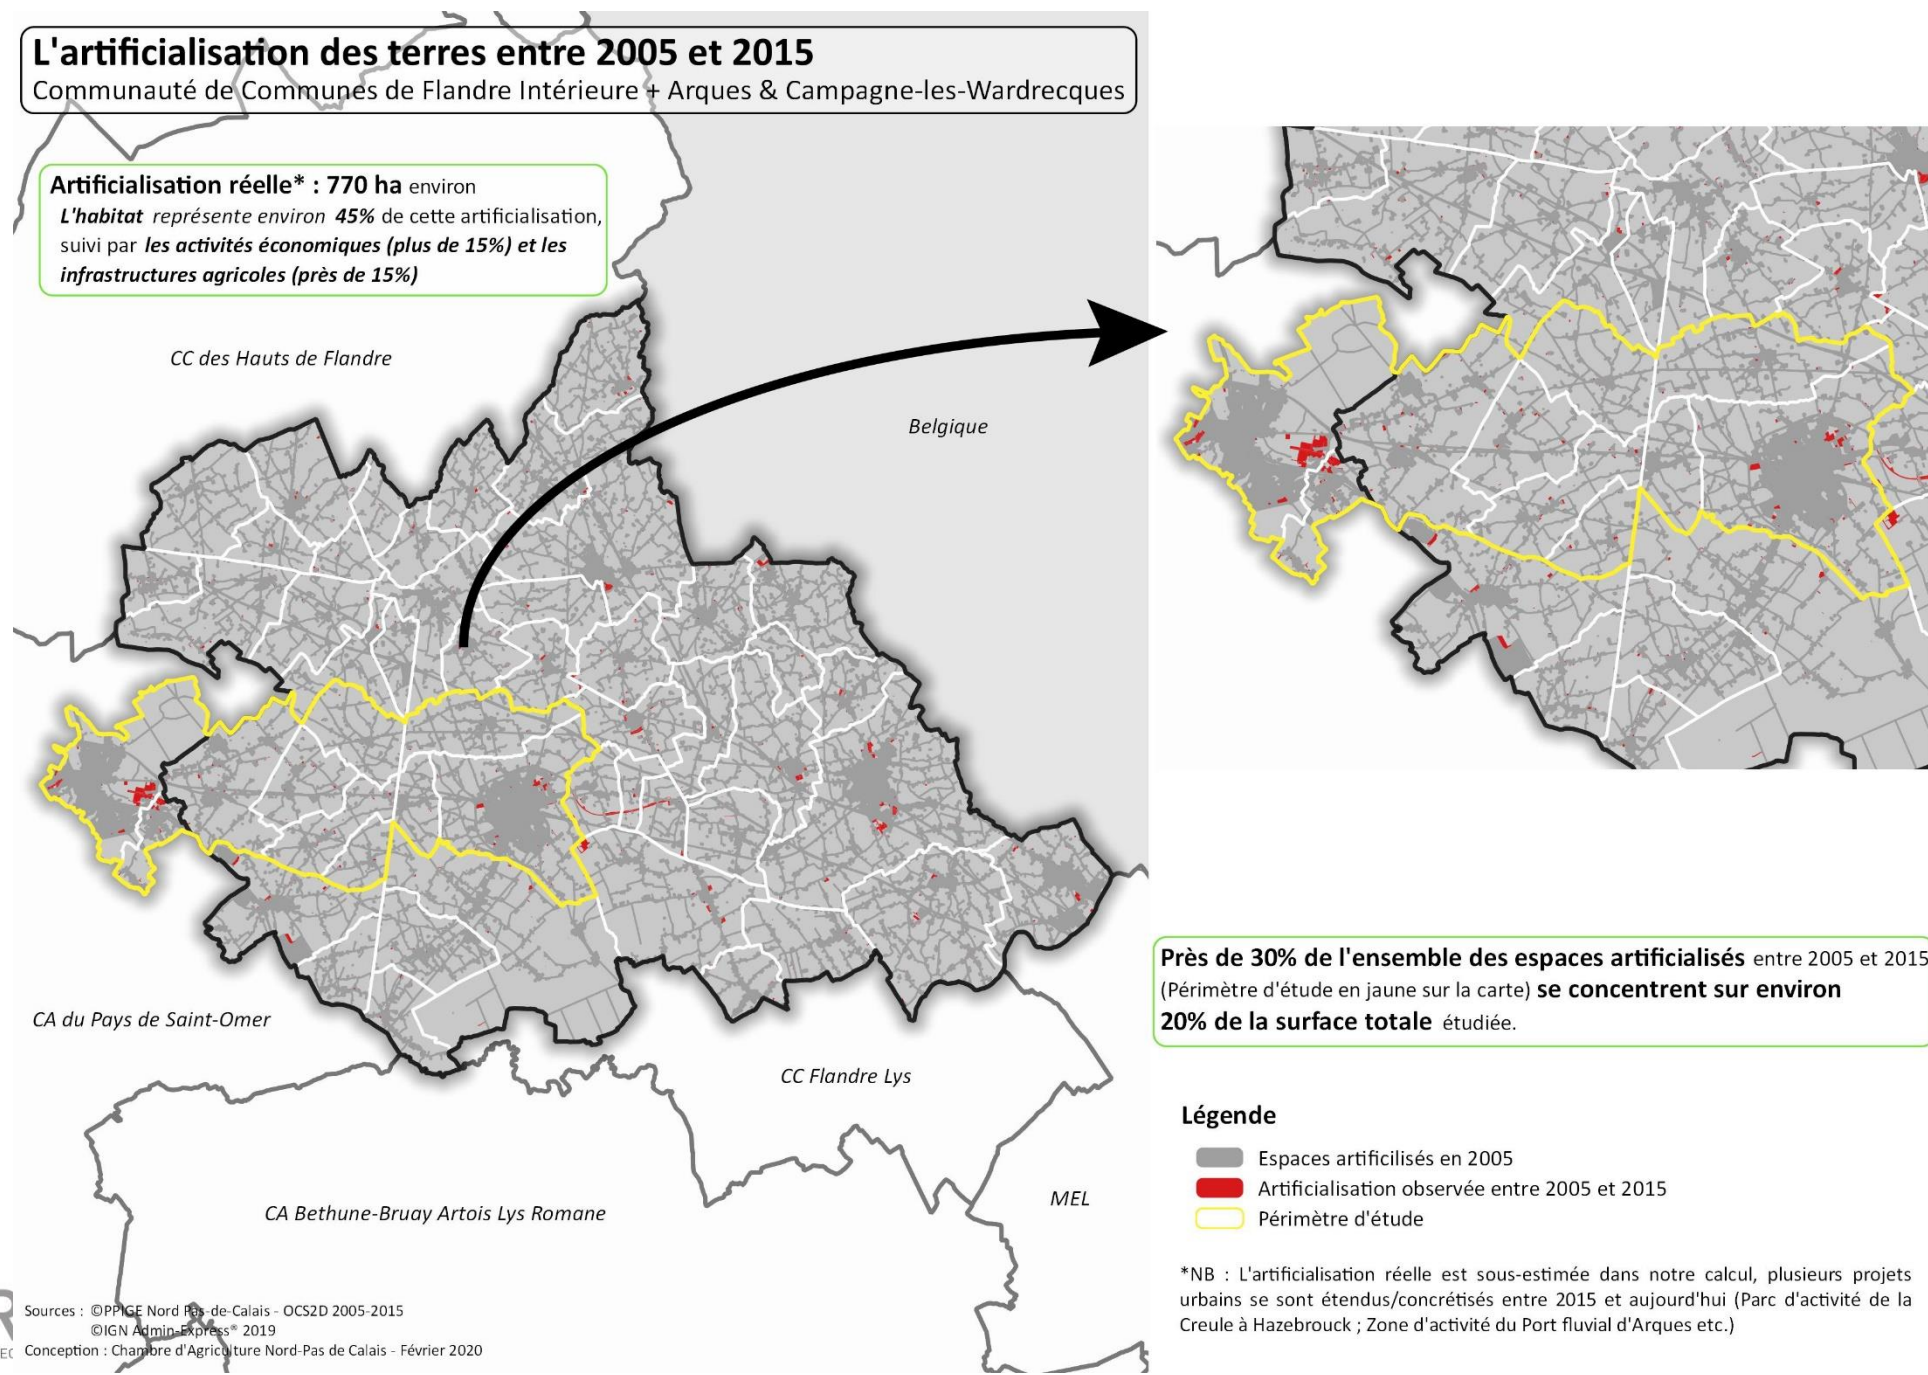 L'artificialisation des terres entre 2005 et 2015
Communauté de Communes de Flandre Intérieure + Arques & Campagne-les-Wardrecques
Artificialisation réelle* : 770 ha environ
L'habitat représente environ 45% de cette artificialisation,
suivi par les activités économiques (plus de 15%) et les
infrastructures agricoles (près de 15%)
CC des Hauts de Flandre
Belgique
CA du Pays de Saint-Omer
CC Flandre Lys
CA Bethune-Bruay Artois Lys Romane
MEL
Sources : ©PPIGE Nord Pas-de-Calais - OCS2D 2005-2015
©IGN Admin-Express® 2019
Conception : Chambre d'Agriculture Nord-Pas de Calais - Février 2020
Près de 30% de l'ensemble des espaces artificialisés entre 2005 et 2015
(Périmètre d'étude en jaune sur la carte) se concentrent sur environ
20% de la surface totale étudiée.
Légende
Espaces artificilisés en 2005
Artificialisation observée entre 2005 et 2015
Périmètre d'étude
*NB : L'artificialisation réelle est sous-estimée dans notre calcul, plusieurs projets
urbains se sont étendus/concrétisés entre 2015 et aujourd'hui (Parc d'activité de la
Creule à Hazebrouck ; Zone d'activité du Port fluvial d'Arques etc.)